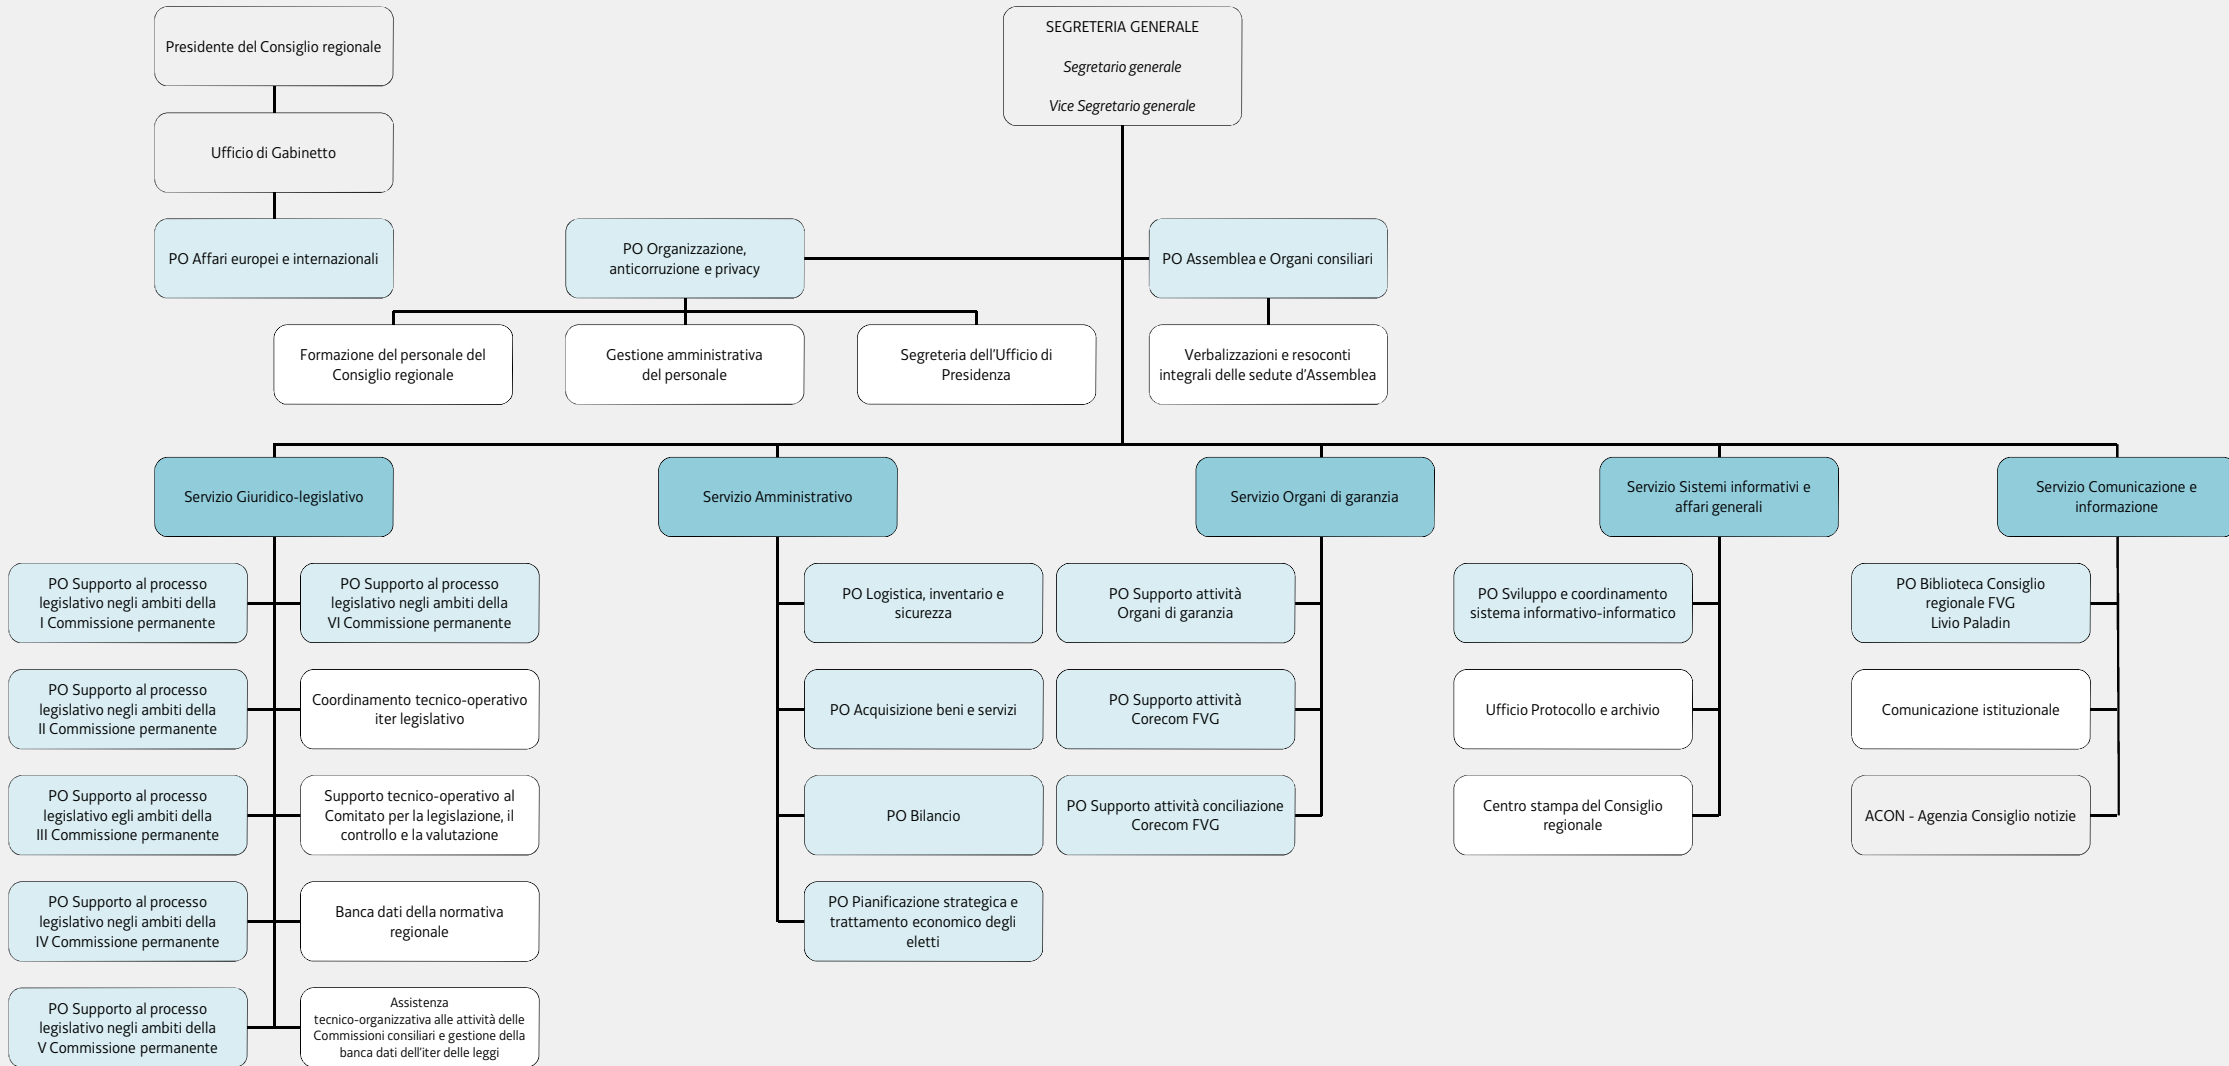 Presidente del Consiglio regionale
SEGRETERIA GENERALE
Segretario generale
Vice Segretario generale
Ufficio di Gabinetto
PO Affari europei e internazionali
PO Organizzazione,
anticorruzione e privacy
PO Assemblea e Organi consiliari
Formazione del personale del
Consiglio regionale
Gestione amministrativa
del personale
Segreteria dell'Ufficio di
Presidenza
Verbalizzazioni e resoconti
integrali delle sedute d'Assemblea
Servizio Giuridico-legislativo
Servizio Amministrativo
Servizio Organi di garanzia
Servizio Sistemi informativi e
affari generali
Servizio Comunicazione e
informazione
PO Supporto al processo
legislativo negli ambiti della
I Commissione permanente
PO Supporto al processo
legislativo negli ambiti della
VI Commissione permanente
PO Logistica, inventario e
sicurezza
PO Supporto attività
Organi di garanzia
PO Sviluppo e coordinamento
sistema informativo-informatico
PO Biblioteca Consiglio
regionale FVG
Livio Paladin
PO Supporto al processo
legislativo negli ambiti della
II Commissione permanente
Coordinamento tecnico-operativo
iter legislativo
PO Acquisizione beni e servizi
PO Supporto attività
Corecom FVG
Ufficio Protocollo e archivio
Comunicazione istituzionale
PO Supporto al processo
legislativo egli ambiti della
III Commissione permanente
Supporto tecnico-operativo al
Comitato per la legislazione, il
controllo e la valutazione
PO Bilancio
PO Supporto attività conciliazione
Corecom FVG
Centro stampa del Consiglio
regionale
ACON - Agenzia Consiglio notizie
PO Supporto al processo
legislativo negli ambiti della
IV Commissione permanente
Banca dati della normativa
regionale
PO Pianificazione strategica e
trattamento economico degli
eletti
PO Supporto al processo
legislativo negli ambiti della
V Commissione permanente
Assistenza
tecnico-organizzativa alle attività delle
Commissioni consiliari e gestione della
banca dati dell'iter delle leggi